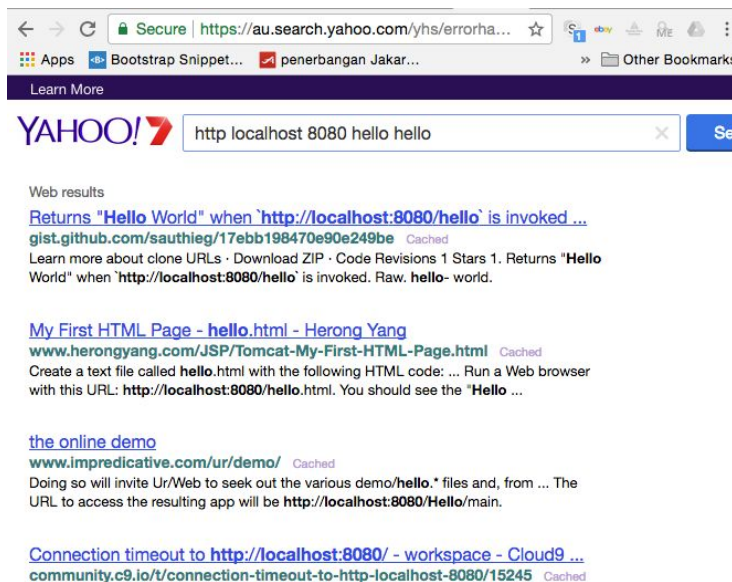 Secure https://au.search.yahoo.com/yhs/errorha...
S 1 ebay ME
Apps Bootstrap Snippet... penerbangan Jakar... » Other Bookmarks
Learn More
YAHOO!7 http localhost 8080 hello hello × Se
Web results
Returns "Hello World" when `http://localhost:8080/hello` is invoked ...
gist.github.com/sauthieg/17ebb198470e90e249be Cached
Learn more about clone URLs · Download ZIP · Code Revisions 1 Stars 1. Returns "Hello
World" when `http://localhost:8080/hello` is invoked. Raw. hello- world.
My First HTML Page - hello.html - Herong Yang
www.herongyang.com/JSP/Tomcat-My-First-HTML-Page.html Cached
Create a text file called hello.html with the following HTML code: ... Run a Web browser
with this URL: http://localhost:8080/hello.html. You should see the "Hello ...
the online demo
www.impredicative.com/ur/demo/ Cached
Doing so will invite Ur/Web to seek out the various demo/hello.* files and, from ... The
URL to access the resulting app will be http://localhost:8080/Hello/main.
Connection timeout to http://localhost:8080/ - workspace - Cloud9 ...
community.c9.io/t/connection-timeout-to-http-localhost-8080/15245 Cached